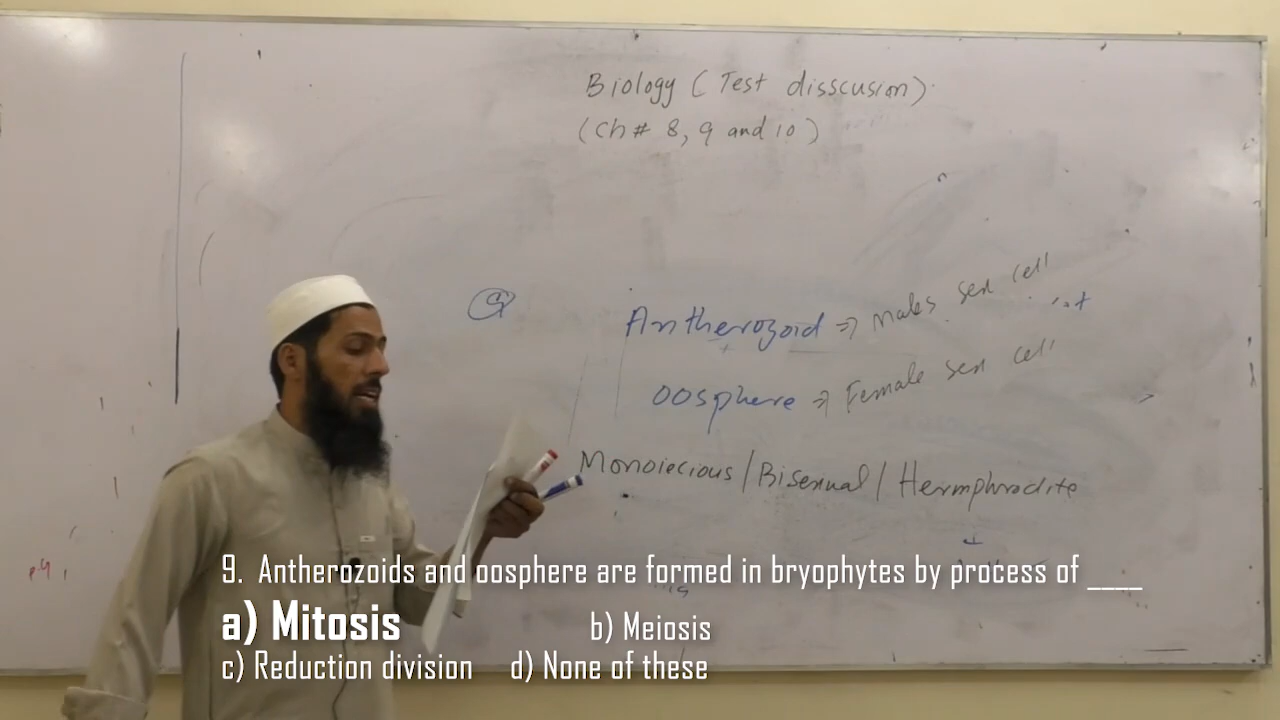 Biology (Test disscusion)
(Ch# 8, 9 and 10)
Antherozoid => Males sex cell
oosphere => Female sex cell
Monoiecious / Bisexual / Hermphrodite
9. Antherozoids and oosphere are formed in bryophytes by process of ____
a) Mitosis b) Meiosis
c) Reduction division d) None of these